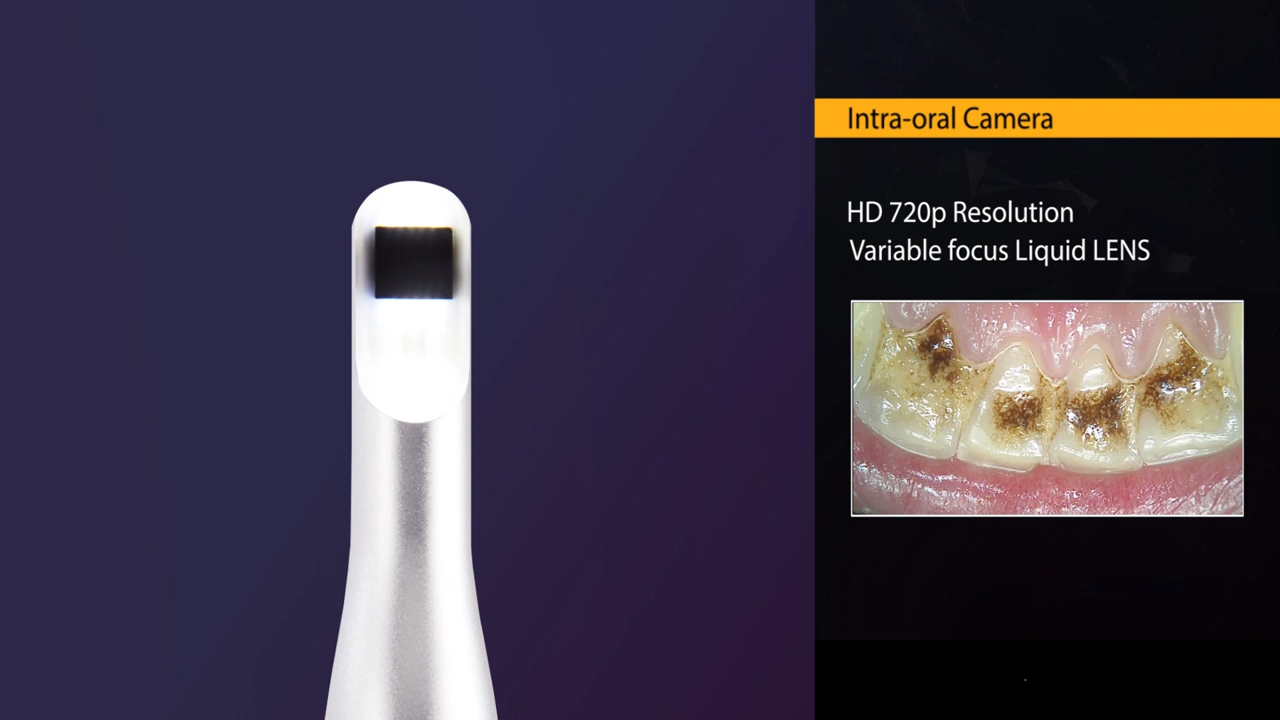 Intra-oral Camera
HD 720p Resolution
Variable focus Liquid LENS